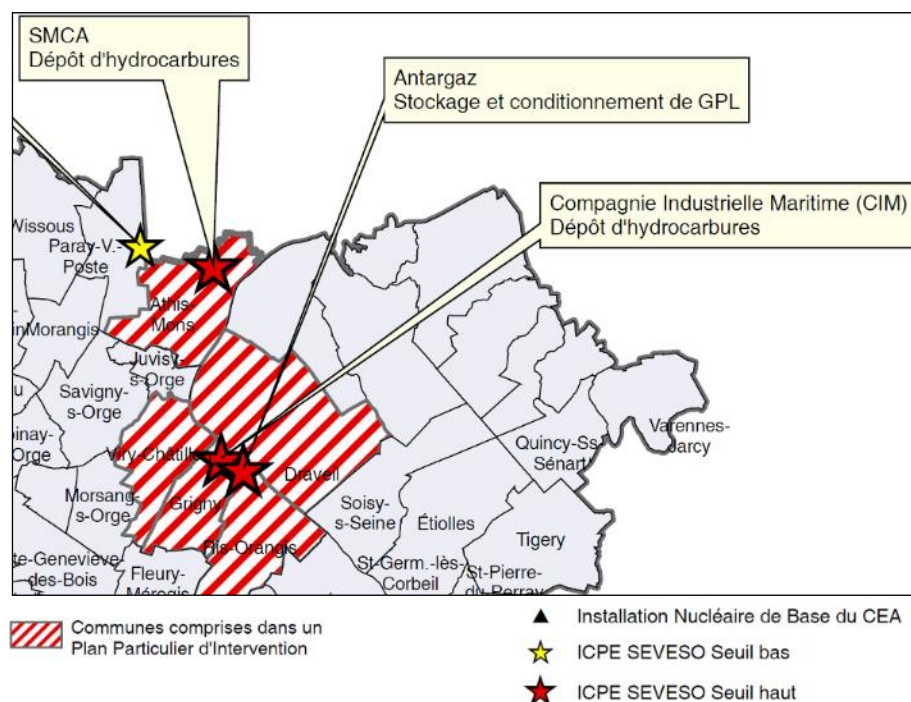 SMCA
Dépôt d'hydrocarbures
Antargaz
Stockage et conditionnement de GPL
Compagnie Industrielle Maritime (CIM)
Dépôt d'hydrocarbures
Wissous
Paray-V.-
Poste
Athis-
Mons
in
Morangis
Juvisy-
s-Orge
Savigny-
s-Orge
u
pinay-
Orge
Viry-Châtillo
Varennes-
Jarcy
Quincy-Ss-
Sénart
Draveil
Morsang-
s-Orge
Grigny
Soisy-
s-Seine
Étiolles
Tigery
Ris-Orangis
te-Geneviève-
des-Bois
Fleury-
Mérogis
St-Germ.-lès-
Corbeil
St-Pierre-
du-Perray
Communes comprises dans un
Plan Particulier d'Intervention
Installation Nucléaire de Base du CEA
ICPE SEVESO Seuil bas
ICPE SEVESO Seuil haut